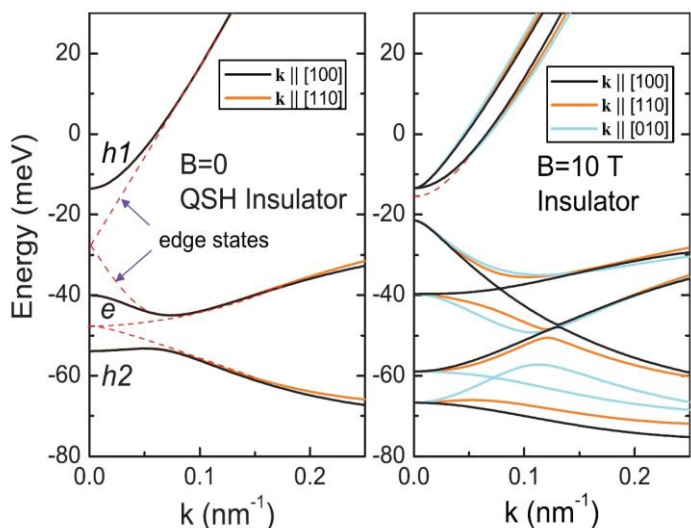 Energy (meV)
20
0
-20
-40
-60
-80
h1
e
h2
k || [100]
k || [110]
B=0
QSH Insulator
edge states
0.0
0.1
0.2
k (nm⁻¹)
20
0
-20
-40
-60
-80
k || [100]
k || [110]
k || [010]
B=10 T
Insulator
0.0
0.1
0.2
k (nm⁻¹)